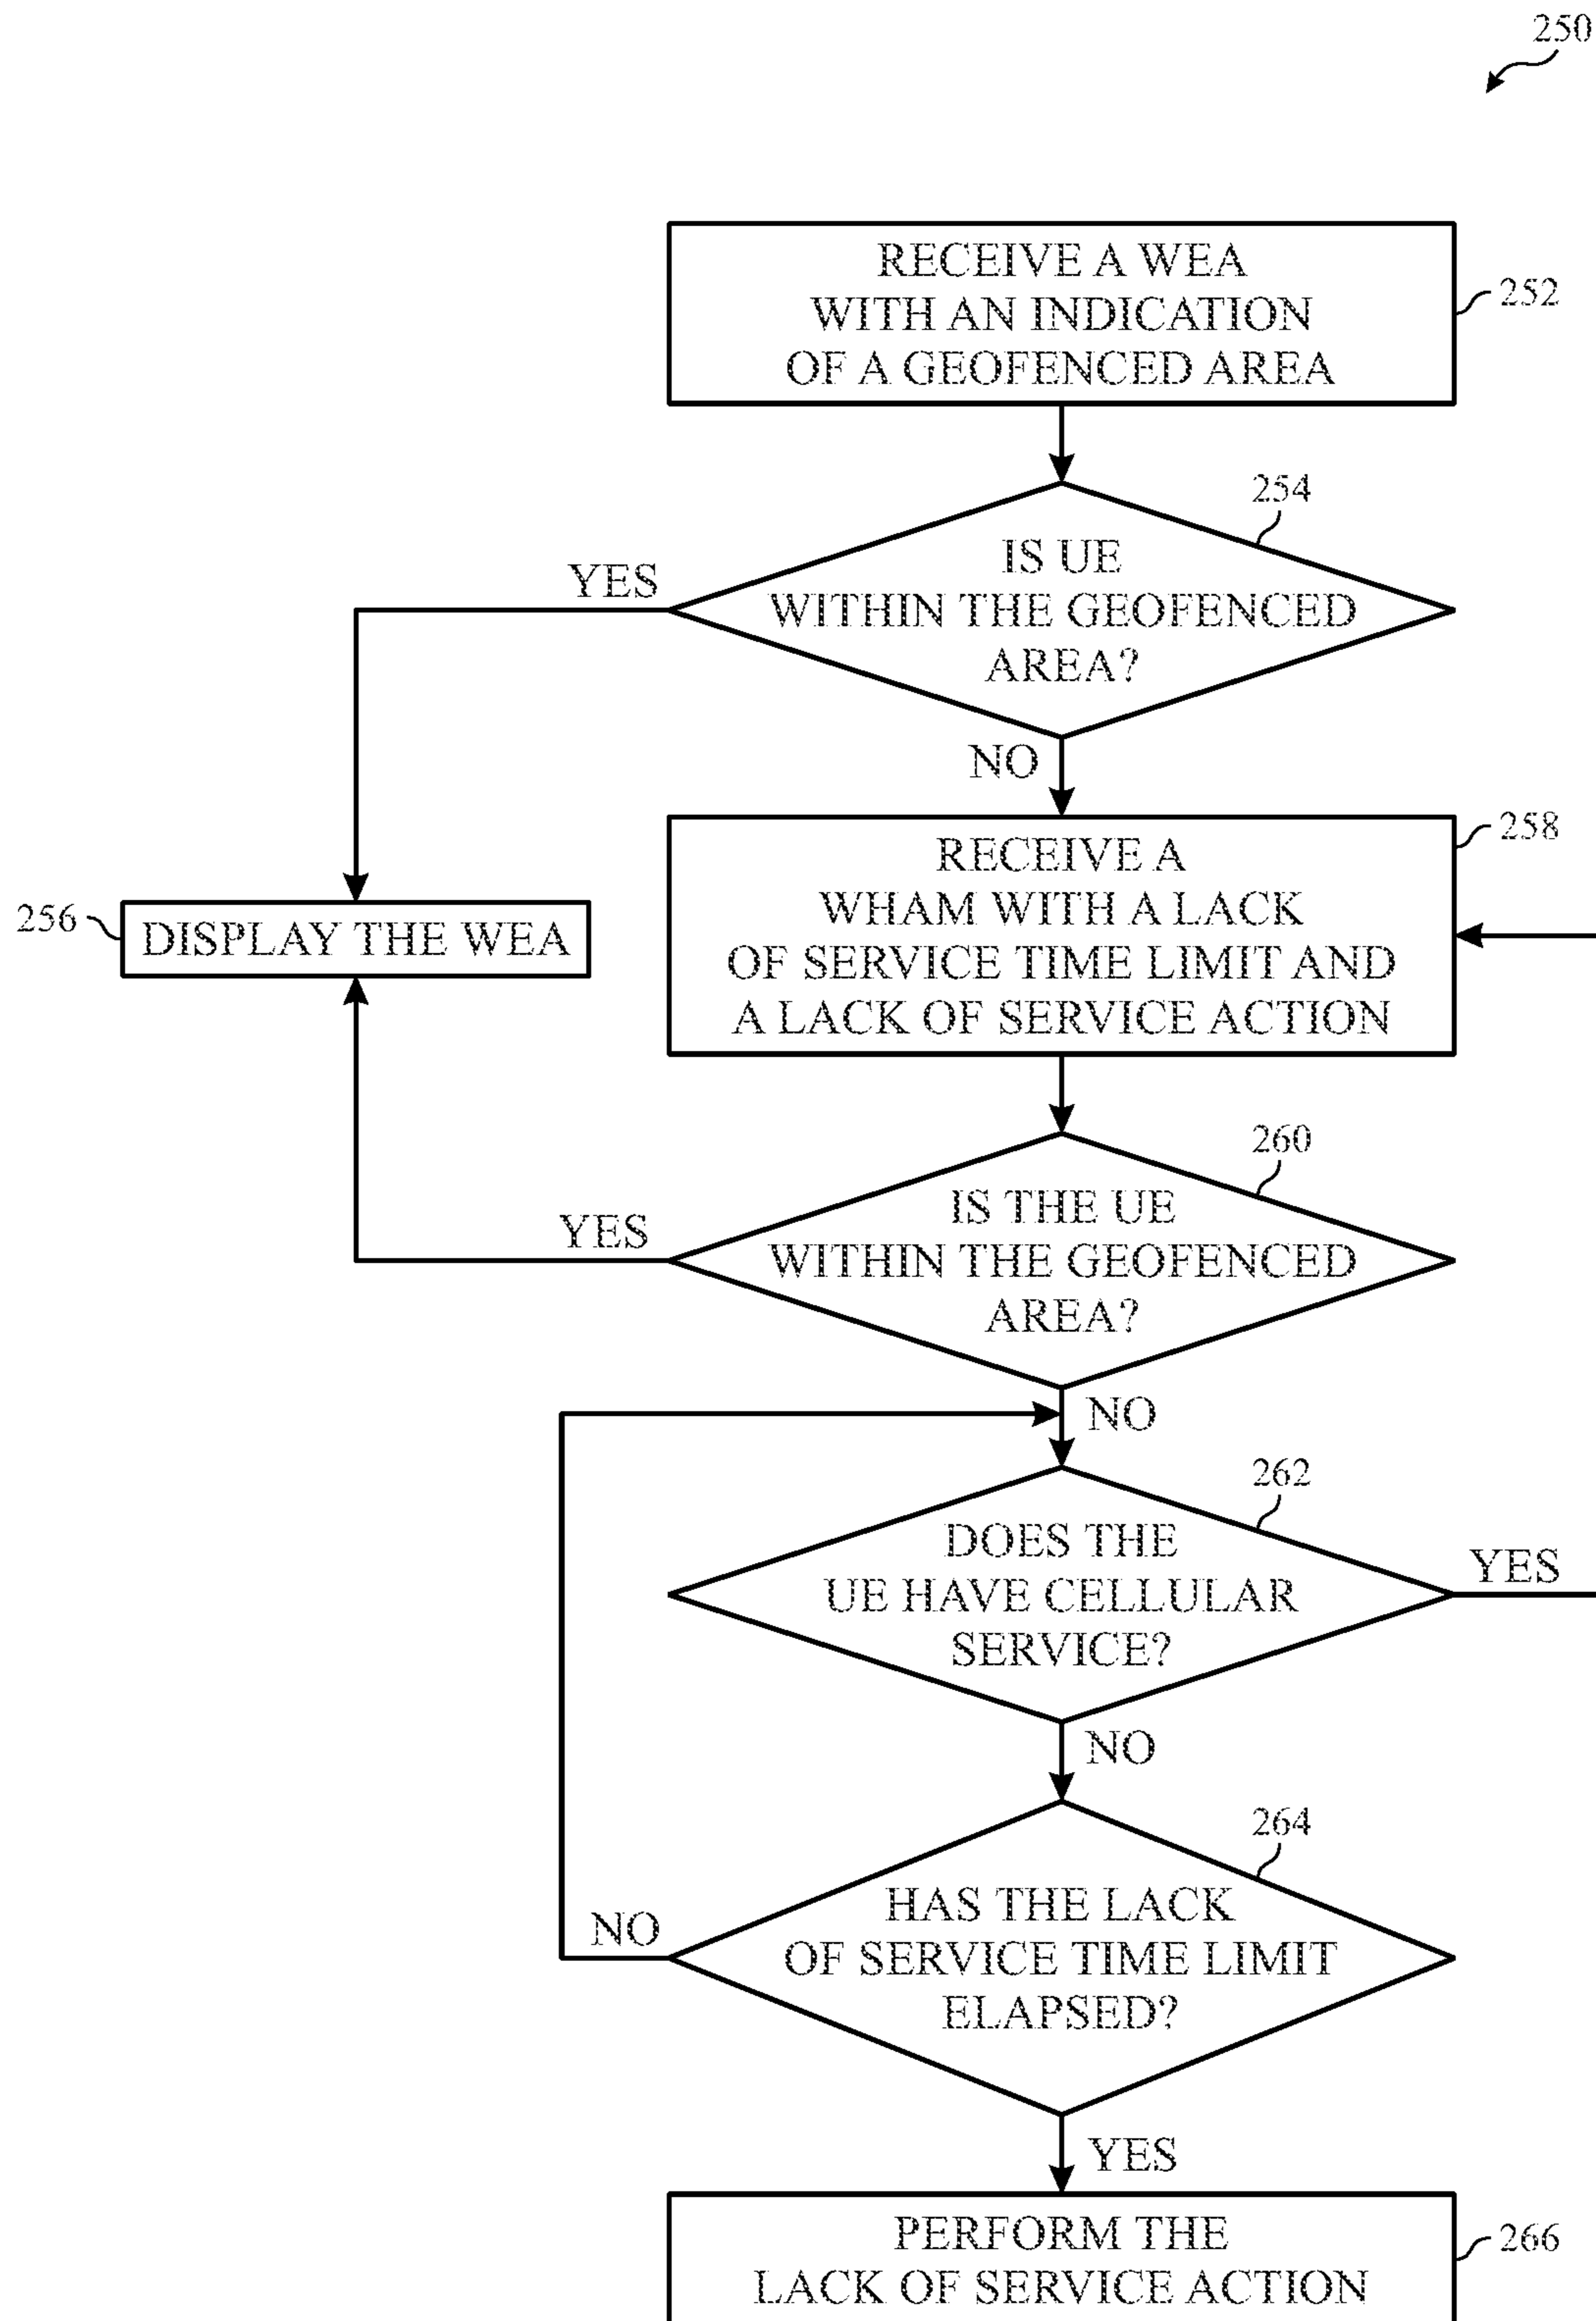 250
RECEIVE A WEA
WITH AN INDICATION
OF A GEOFENCED AREA
252
254
IS UE
WITHIN THE GEOFENCED
AREA?
YES
NO
256
DISPLAY THE WEA
258
RECEIVE A
WHAM WITH A LACK
OF SERVICE TIME LIMIT AND
A LACK OF SERVICE ACTION
260
IS THE UE
WITHIN THE GEOFENCED
AREA?
YES
NO
262
DOES THE
UE HAVE CELLULAR
SERVICE?
YES
NO
264
HAS THE LACK
OF SERVICE TIME LIMIT
ELAPSED?
NO
YES
PERFORM THE
LACK OF SERVICE ACTION
266